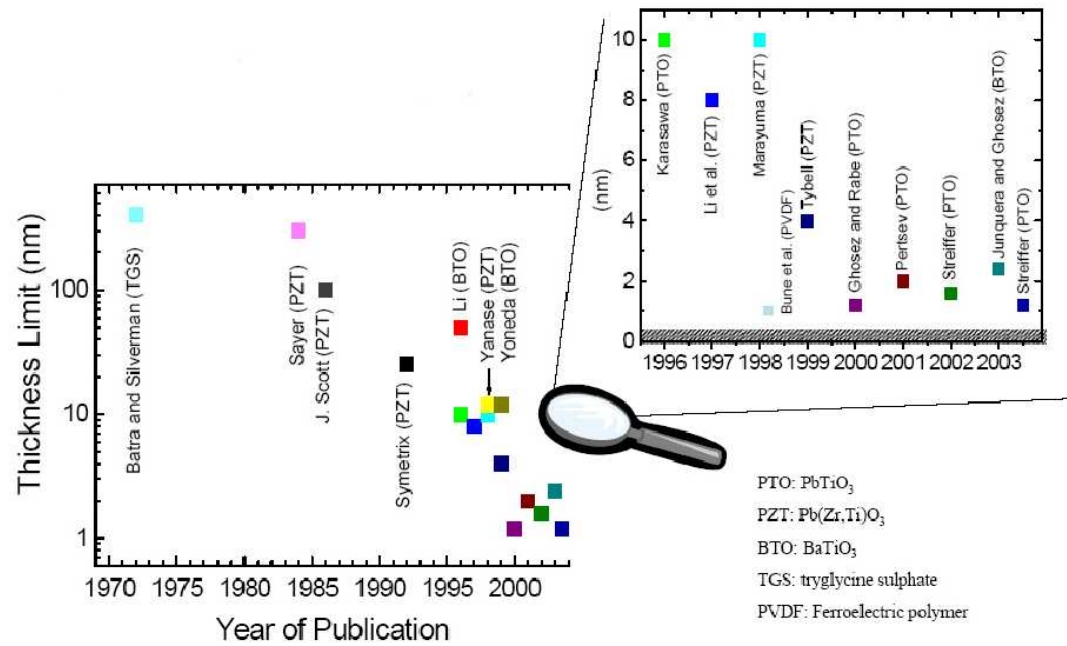 Thickness Limit (nm)
100
10
1
1970 1975 1980 1985 1990 1995 2000
Year of Publication
Batra and Silverman (TGS)
Sayer (PZT)
J. Scott (PZT)
Symetrix (PZT)
Li (BTO)
Yanase (PZT)
Yoneda (BTO)
(nm)
10
8
6
4
2
0
1996 1997 1998 1999 2000 2001 2002 2003
Karasawa (PTO)
Li et al. (PZT)
Marayuma (PZT)
Bune et al. (PVDF)
Tybell (PZT)
Ghosez and Rabe (PTO)
Pertsev (PTO)
Streiffer (PTO)
Junquera and Ghosez (BTO)
Streiffer (PTO)
PTO: PbTiO₃
PZT: Pb(Zr,Ti)O₃
BTO: BaTiO₃
TGS: tryglycine sulphate
PVDF: Ferroelectric polymer